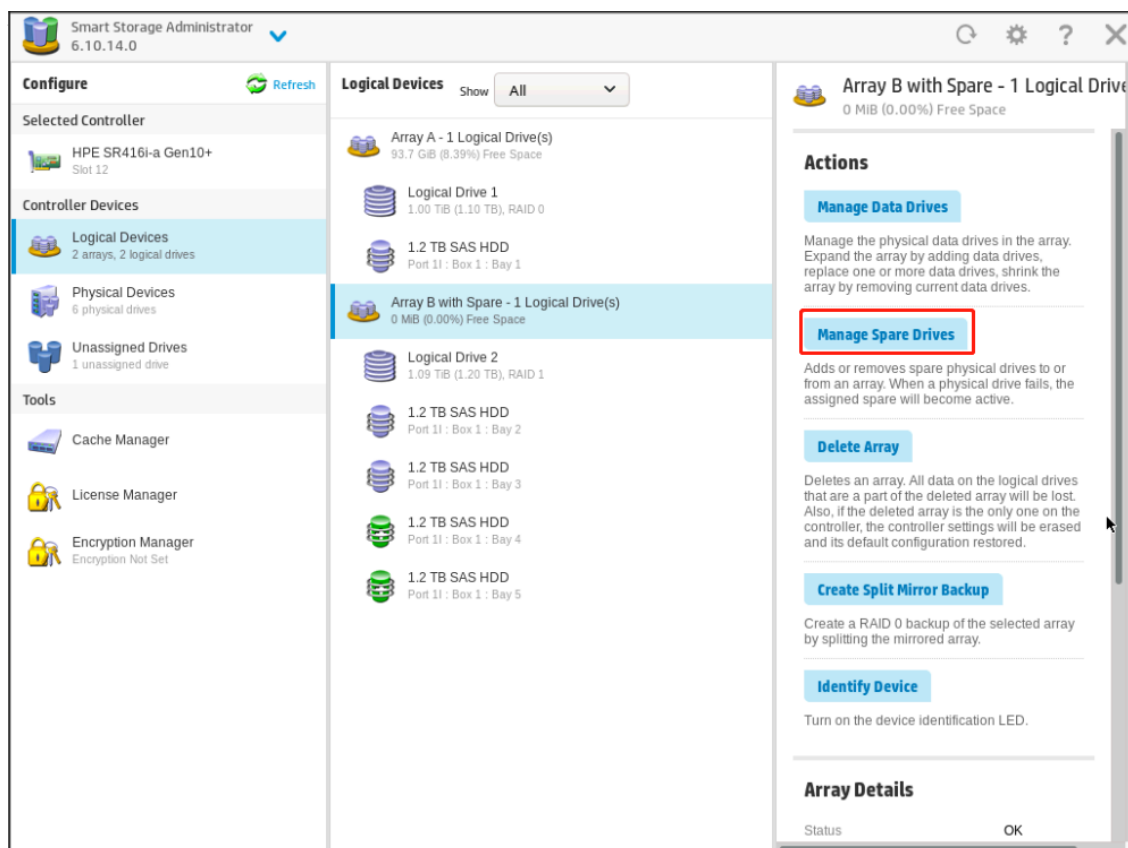 Smart Storage Administrator
6.10.14.0
Configure
Refresh
Selected Controller
HPE SR416i-a Gen10+
Slot 12
Controller Devices
Logical Devices
2 arrays, 2 logical drives
Physical Devices
6 physical drives
Unassigned Drives
1 unassigned drive
Tools
Cache Manager
License Manager
Encryption Manager
Encryption Not Set
Logical Devices Show All
Array A - 1 Logical Drive(s)
93.7 GiB (8.39%) Free Space
Logical Drive 1
1.00 TiB (1.10 TB), RAID 0
1.2 TB SAS HDD
Port 1I : Box 1 : Bay 1
Array B with Spare - 1 Logical Drive(s)
0 MiB (0.00%) Free Space
Logical Drive 2
1.09 TiB (1.20 TB), RAID 1
1.2 TB SAS HDD
Port 1I : Box 1 : Bay 2
1.2 TB SAS HDD
Port 1I : Box 1 : Bay 3
1.2 TB SAS HDD
Port 1I : Box 1 : Bay 4
1.2 TB SAS HDD
Port 1I : Box 1 : Bay 5
Array B with Spare - 1 Logical Drive
0 MiB (0.00%) Free Space
Actions
Manage Data Drives
Manage the physical data drives in the array.
Expand the array by adding data drives,
replace one or more data drives, shrink the
array by removing current data drives.
Manage Spare Drives
Adds or removes spare physical drives to or
from an array. When a physical drive fails, the
assigned spare will become active.
Delete Array
Deletes an array. All data on the logical drives
that are a part of the deleted array will be lost.
Also, if the deleted array is the only one on the
controller, the controller settings will be erased
and its default configuration restored.
Create Split Mirror Backup
Create a RAID 0 backup of the selected array
by splitting the mirrored array.
Identify Device
Turn on the device identification LED.
Array Details
Status OK